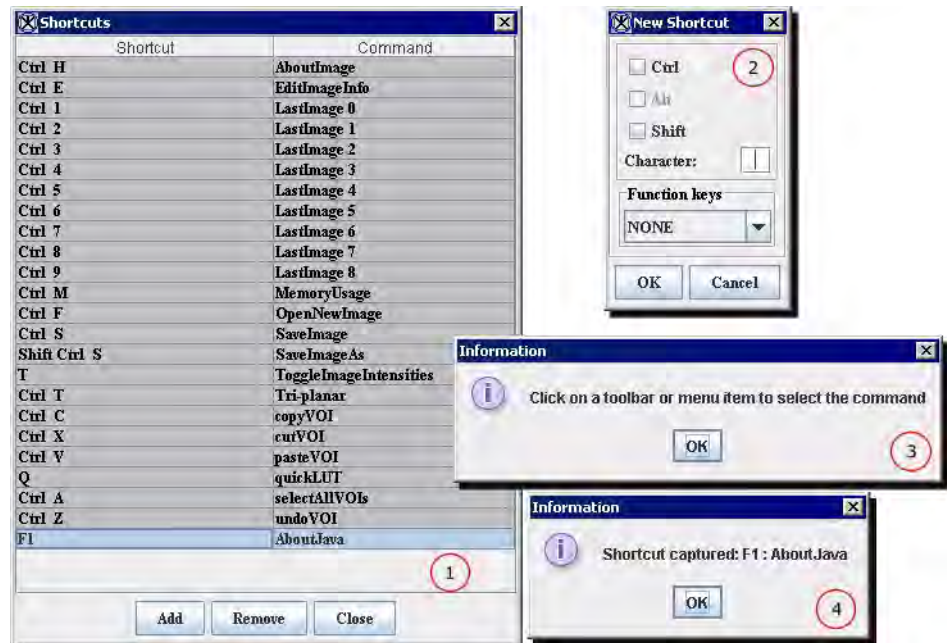 Shortcuts
Shortcut Command
Ctrl H AboutImage
Ctrl E EditImageInfo
Ctrl 1 LastImage 0
Ctrl 2 LastImage 1
Ctrl 3 LastImage 2
Ctrl 4 LastImage 3
Ctrl 5 LastImage 4
Ctrl 6 LastImage 5
Ctrl 7 LastImage 6
Ctrl 8 LastImage 7
Ctrl 9 LastImage 8
Ctrl M MemoryUsage
Ctrl F OpenNewImage
Ctrl S SaveImage
Shift Ctrl S SaveImageAs
T ToggleImageIntensities
Ctrl T Tri-planar
Ctrl C copyVOI
Ctrl X cutVOI
Ctrl V pasteVOI
Q quickLUT
Ctrl A selectAllVOIs
Ctrl Z undoVOI
F1 AboutJava
1
Add Remove Close
New Shortcut
Ctrl
2
Alt
Shift
Character:
Function keys
NONE
OK Cancel
Information
Click on a toolbar or menu item to select the command
OK
3
Information
Shortcut captured: F1 : AboutJava
OK
4